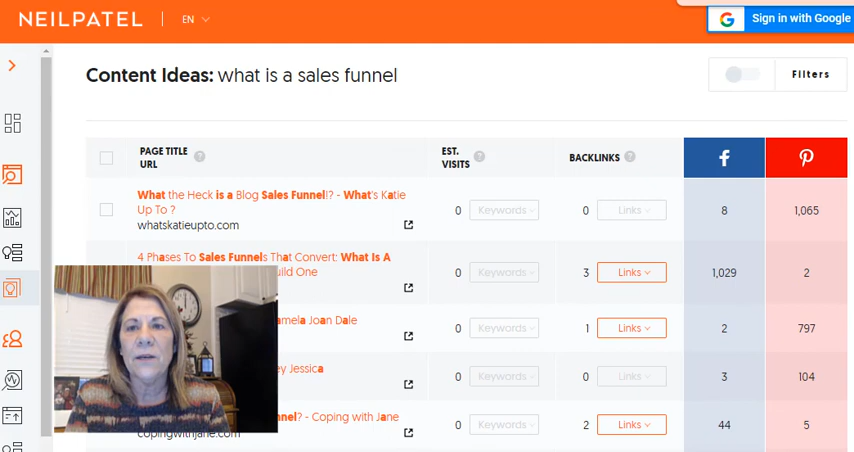 NEILPATEL EN
Sign in with Google
Content Ideas: what is a sales funnel
Filters
PAGE TITLE
URL
EST.
VISITS
BACKLINKS
What the Heck is a Blog Sales Funnel!? - What's Katie
Up To ?
whatskatieupto.com
0 Keywords 0 Links 8 1,065
4 Phases To Sales Funnels That Convert: What Is A
uild One
0 Keywords 3 Links 1,029 2
amela Joan Dale
0 Keywords 1 Links 2 797
ey Jessica
0 Keywords 0 Links 3 104
nnel? - Coping with Jane
copingwithjane.com
0 Keywords 2 Links 44 5